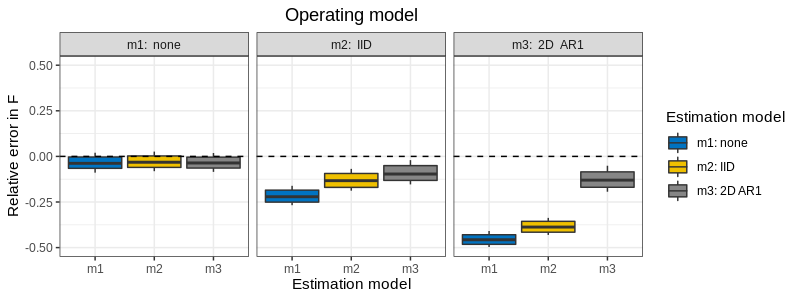 Operating model
m1: none
m2: IID
m3: 2D AR1
Relative error in F
0.50
0.25
0.00
-0.25
-0.50
m1 m2 m3
m1 m2 m3
m1 m2 m3
Estimation model
Estimation model
m1: none
m2: IID
m3: 2D AR1